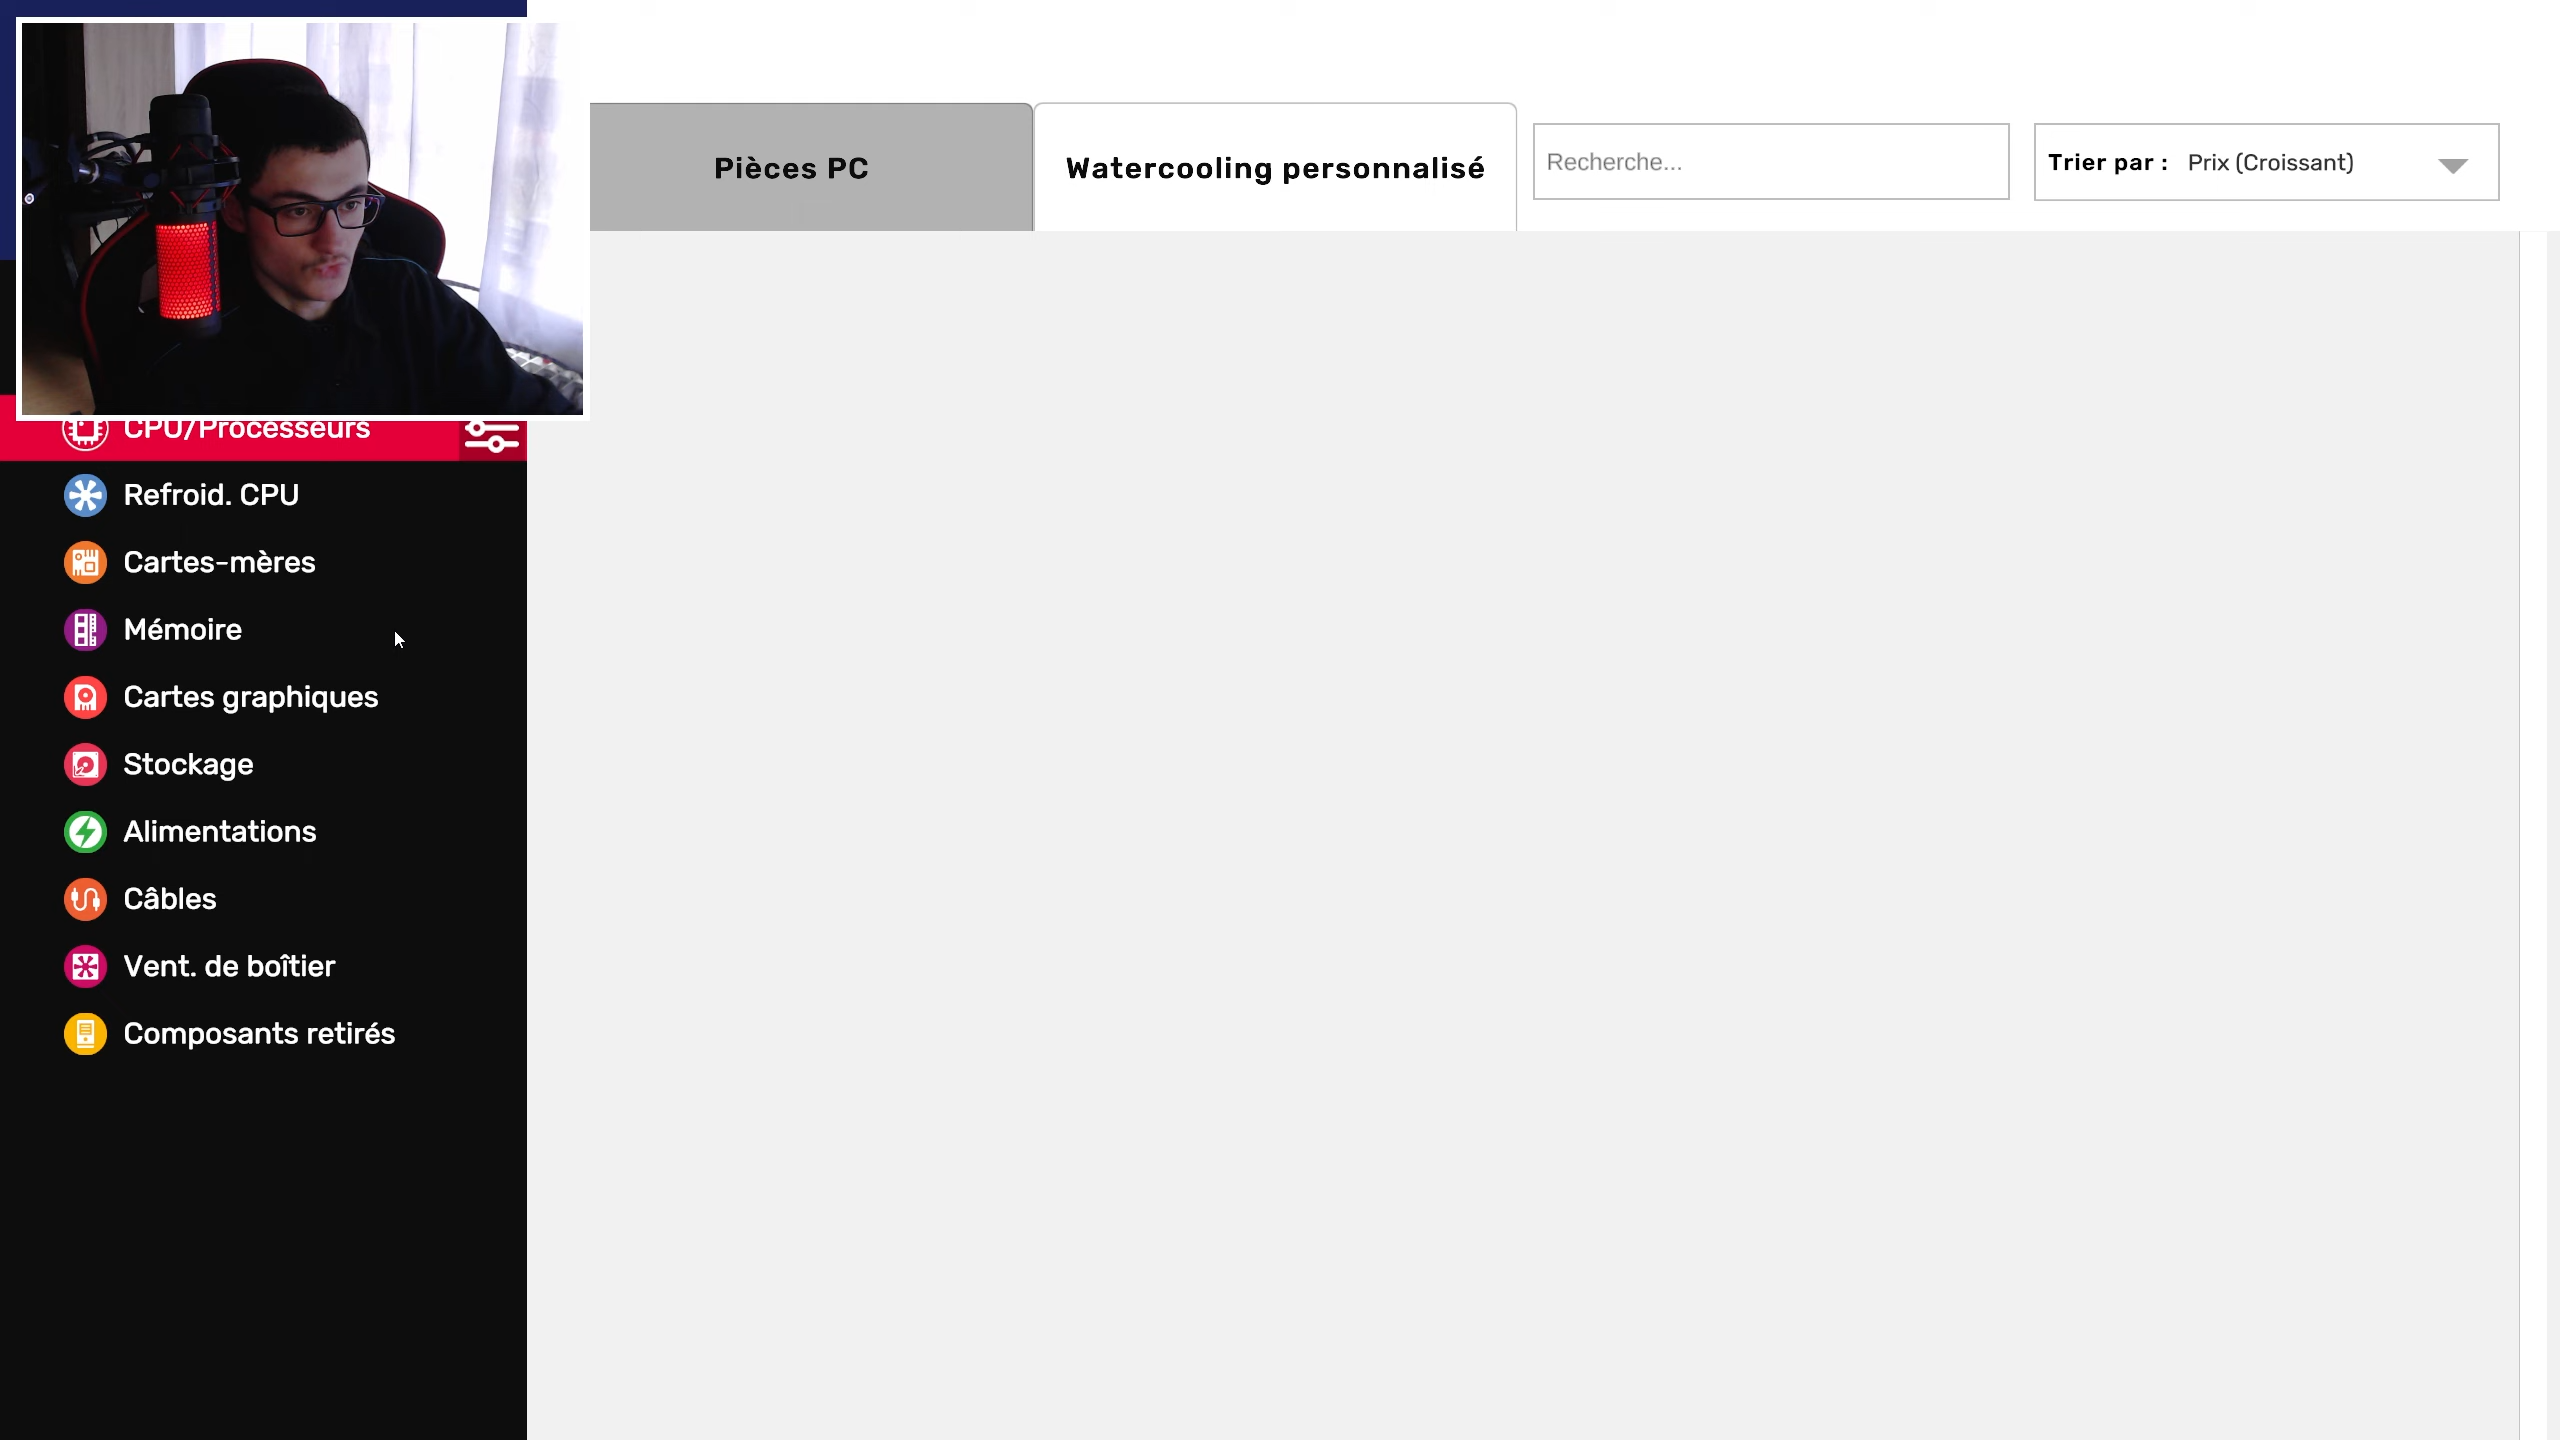 Pièces PC
Watercooling personnalisé
Recherche...
Trier par : Prix (Croissant)
CPU/Processeurs
Refroid. CPU
Cartes-mères
Mémoire
Cartes graphiques
Stockage
Alimentations
Câbles
Vent. de boîtier
Composants retirés